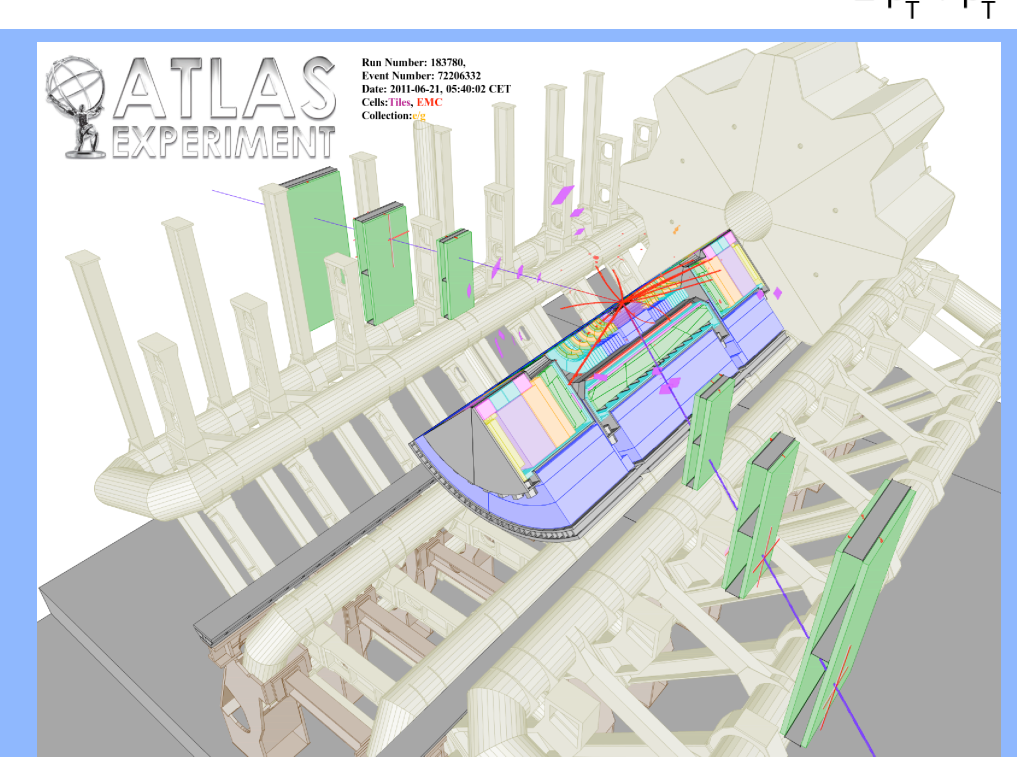 T T
ATLAS
EXPERIMENT
Run Number: 183780,
Event Number: 72206332
Date: 2011-06-21, 05:40:02 CET
Cells:Tiles, EMC
Collection:e/g